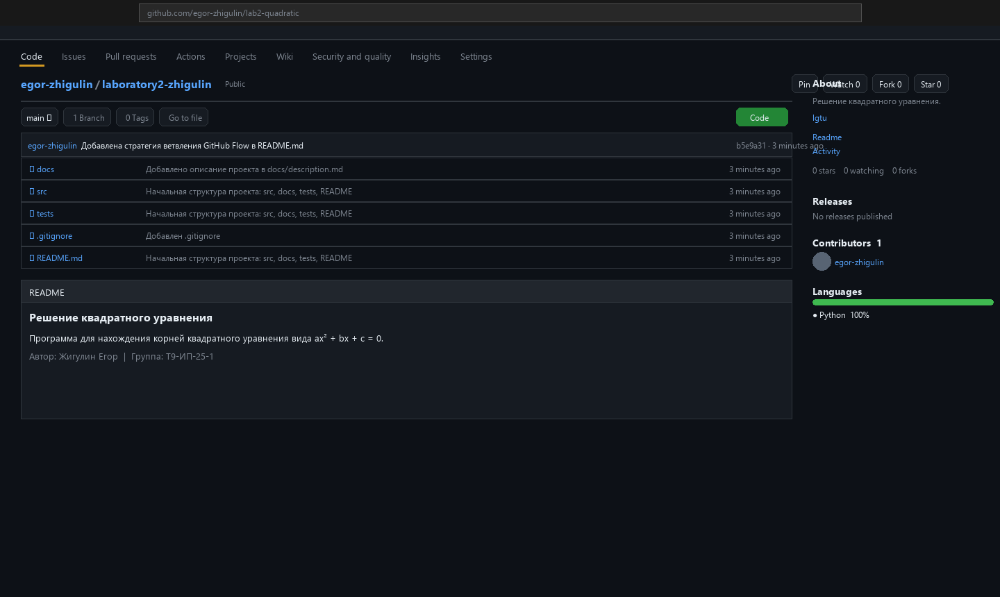 github.com/egor-zhigulin/lab2-quadratic
Code Issues Pull requests Actions Projects Wiki Security and quality Insights Settings
egor-zhigulin / laboratory2-zhigulin Public
Pin Watch 0 Fork 0 Star 0
main 1 Branch 0 Tags Go to file Code
egor-zhigulin Добавлена стратегия ветвления GitHub Flow в README.md b5e9a31 · 3 minutes ago
docs Добавлено описание проекта в docs/description.md 3 minutes ago
src Начальная структура проекта: src, docs, tests, README 3 minutes ago
tests Начальная структура проекта: src, docs, tests, README 3 minutes ago
.gitignore Добавлен .gitignore 3 minutes ago
README.md Начальная структура проекта: src, docs, tests, README 3 minutes ago
README
Решение квадратного уравнения
Программа для нахождения корней квадратного уравнения вида ax² + bx + c = 0.
Автор: Жигулин Егор | Группа: Т9-ИП-25-1
About
Решение квадратного уравнения.
lgtu
Readme
Activity
0 stars 0 watching 0 forks
Releases
No releases published
Contributors 1
egor-zhigulin
Languages
● Python 100%